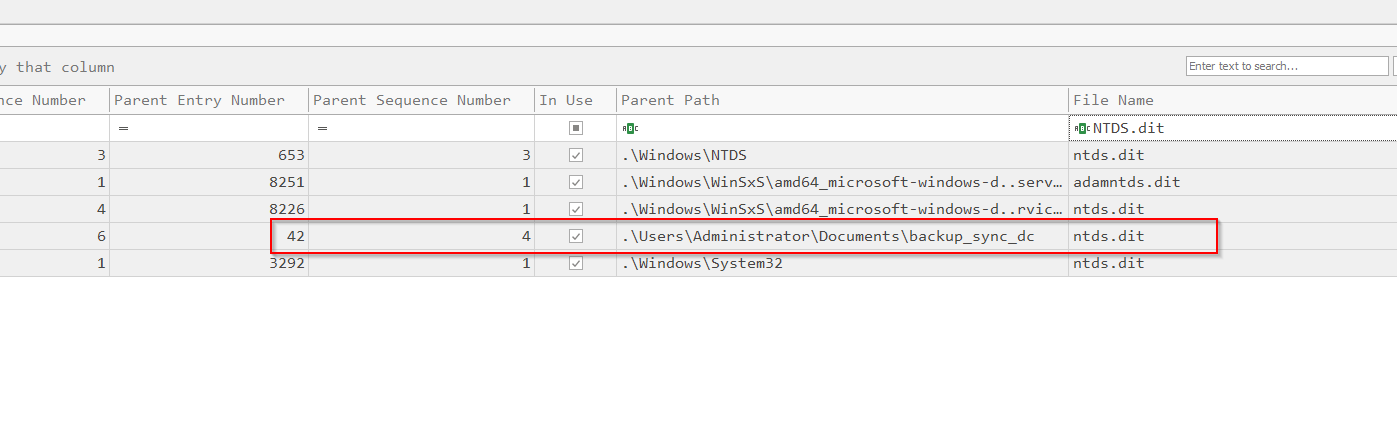 y that column
Enter text to search...
nce Number Parent Entry Number Parent Sequence Number In Use Parent Path File Name
= = ABC ABC NTDS.dit
3 653 3 .\Windows\NTDS ntds.dit
1 8251 1 .\Windows\WinSxS\amd64_microsoft-windows-d..serv… adamntds.dit
4 8226 1 .\Windows\WinSxS\amd64_microsoft-windows-d..rvic… ntds.dit
6 42 4 .\Users\Administrator\Documents\backup_sync_dc ntds.dit
1 3292 1 .\Windows\System32 ntds.dit